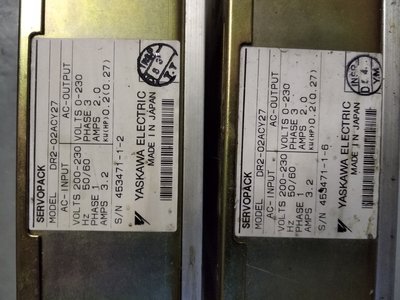 SERVOPACK
MODEL DR2-02ACY27
AC-INPUT AC-OUTPUT
VOLTS 200-230 VOLTS 0-230
Hz 50/60 PHASE 3
PHASE 1 AMPS 2.0
AMPS 3.2 KW(HP) 0.2(0.27)
S/N 453471-1-2
YASKAWA ELECTRIC
MADE IN JAPAN
SERVOPACK
MODEL DR2-02ACY27
AC-INPUT AC-OUTPUT
VOLTS 200-230 VOLTS 0-230
Hz 50/60 PHASE 3
PHASE 1 AMPS 2.0
AMPS 3.2 KW(HP) 0.2(0.27)
S/N 453471-1-6
YASKAWA ELECTRIC
MADE IN JAPAN